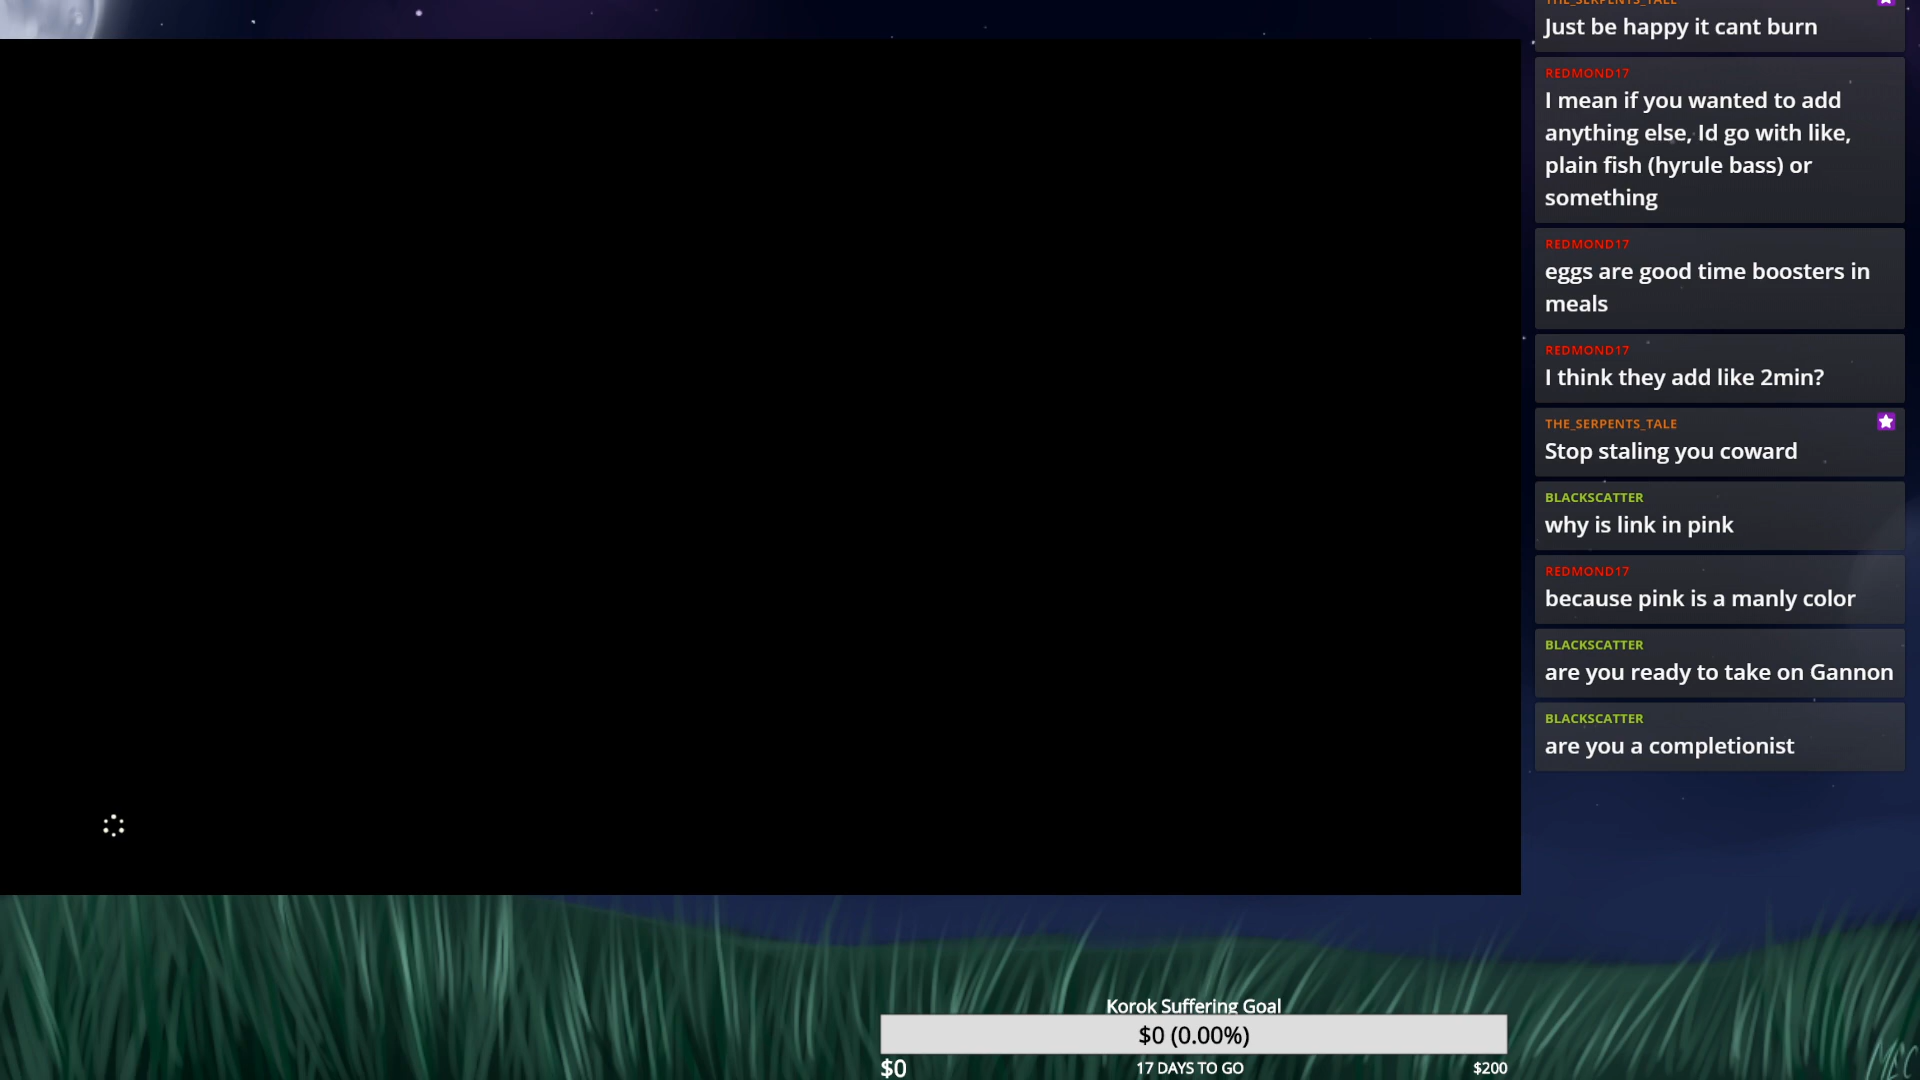 THE_SERPENTS_TALE
Just be happy it cant burn
REDMOND17
I mean if you wanted to add
anything else, Id go with like,
plain fish (hyrule bass) or
something
REDMOND17
eggs are good time boosters in
meals
REDMOND17
I think they add like 2min?
THE_SERPENTS_TALE
Stop staling you coward
BLACKSCATTER
why is link in pink
REDMOND17
because pink is a manly color
BLACKSCATTER
are you ready to take on Gannon
BLACKSCATTER
are you a completionist
Korok Suffering Goal
$0 (0.00%)
$0
17 DAYS TO GO
$200